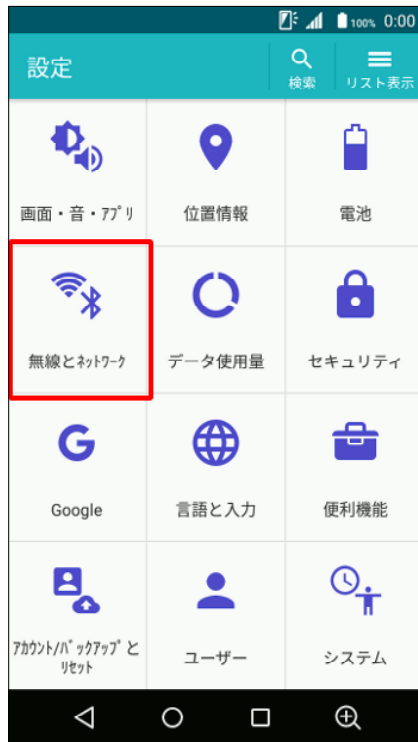 100% 0:00
設定
検索
リスト表示
画面・音・ｱﾌﾟﾘ
位置情報
電池
無線とﾈｯﾄﾜｰｸ
データ使用量
セキュリティ
Google
言語と入力
便利機能
ｱｶｳﾝﾄ/ﾊﾞｯｸｱｯﾌﾟと
ﾘｾｯﾄ
ユーザー
システム